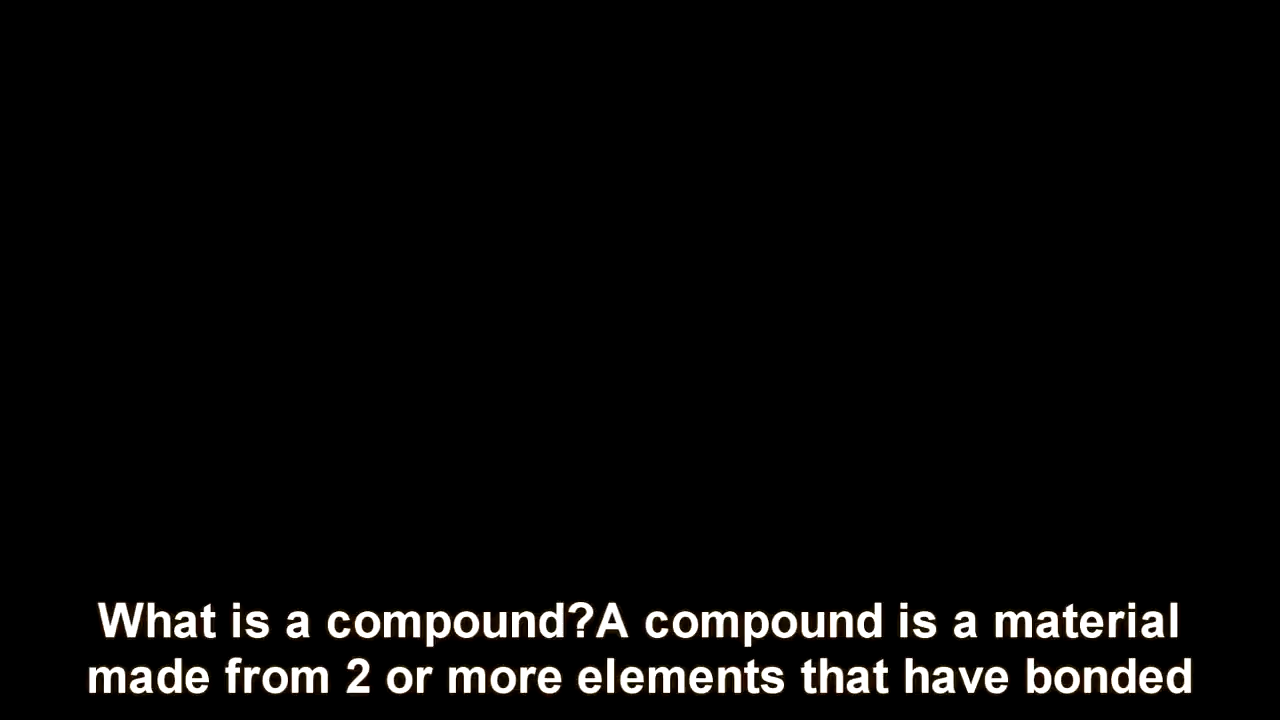 What is a compound?A compound is a material
made from 2 or more elements that have bonded